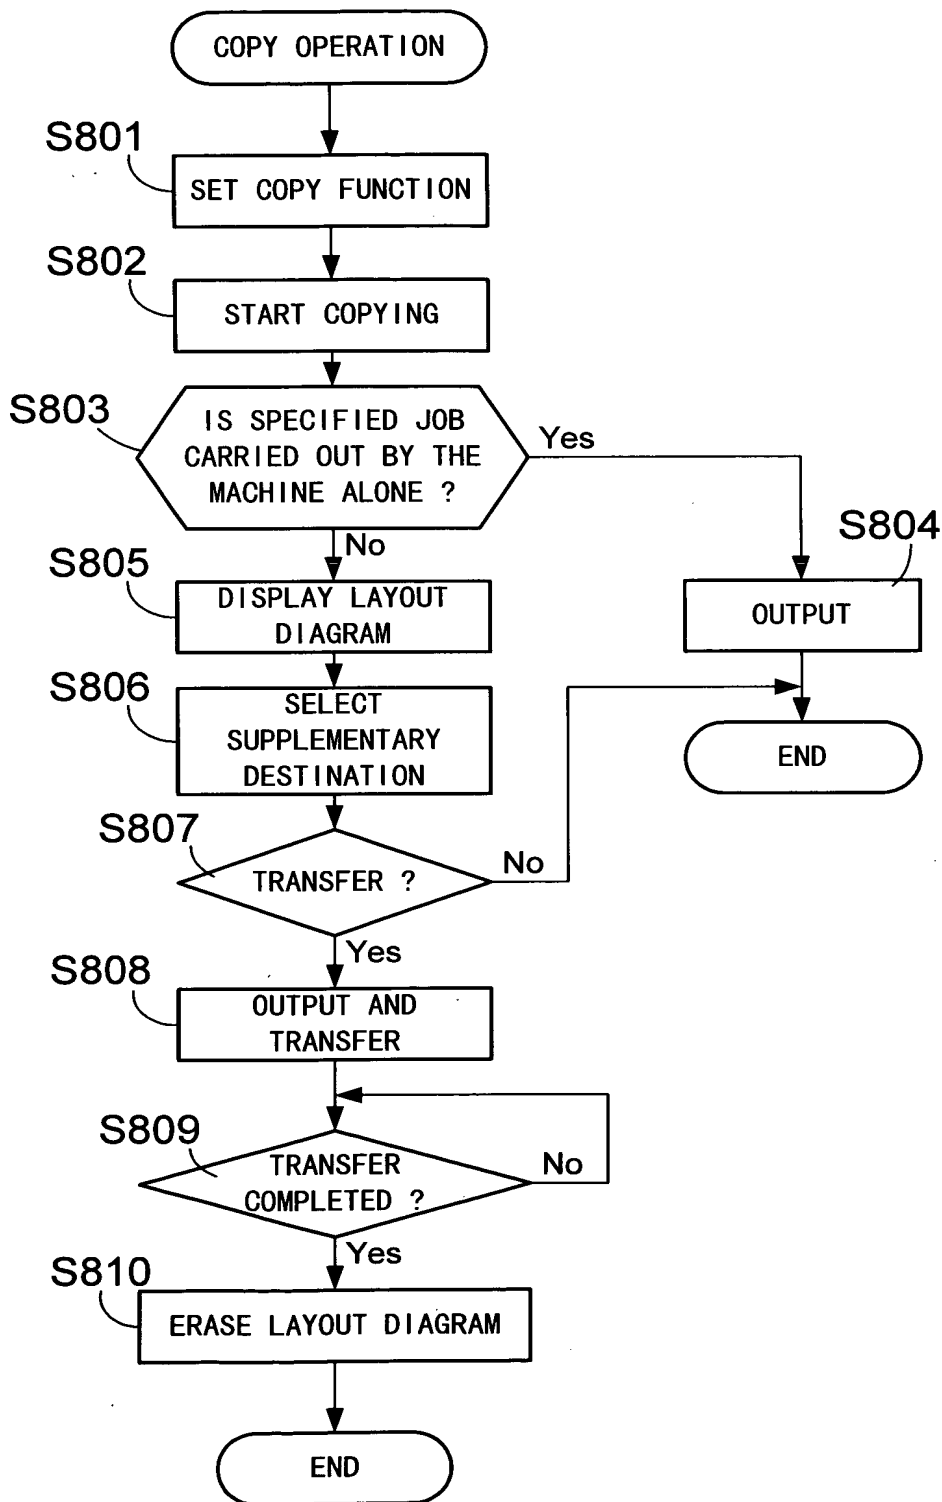 COPY OPERATION
S801
SET COPY FUNCTION
S802
START COPYING
S803
IS SPECIFIED JOB
CARRIED OUT BY THE
MACHINE ALONE ?
Yes
No
S804
OUTPUT
S805
DISPLAY LAYOUT
DIAGRAM
S806
SELECT
SUPPLEMENTARY
DESTINATION
END
S807
TRANSFER ?
No
Yes
S808
OUTPUT AND
TRANSFER
S809
TRANSFER
COMPLETED ?
No
Yes
S810
ERASE LAYOUT DIAGRAM
END